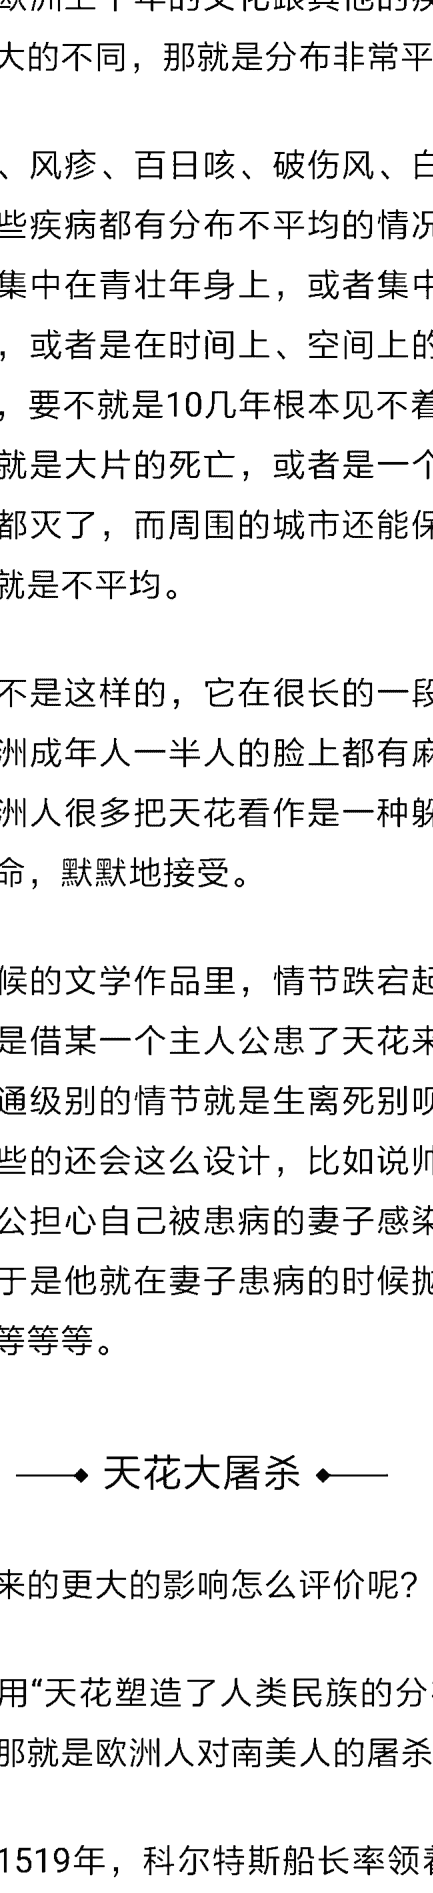 大的不同，那就是分布非常平
、风疹、百日咳、破伤风、白
些疾病都有分布不平均的情况
集中在青壮年身上，或者集中
，或者是在时间上、空间上的
，要不就是10几年根本见不着
就是大片的死亡，或者是一个
都灭了，而周围的城市还能保
就是不平均。
不是这样的，它在很长的一段
洲成年人一半人的脸上都有麻
洲人很多把天花看作是一种躲
命，默默地接受。
候的文学作品里，情节跌宕起
是借某一个主人公患了天花来
通级别的情节就是生离死别呗
些的还会这么设计，比如说帅
公担心自己被患病的妻子感染
于是他就在妻子患病的时候抛
等等等。
天花大屠杀
来的更大的影响怎么评价呢？
用“天花塑造了人类民族的分布
那就是欧洲人对南美人的屠杀
1519年，科尔特斯船长率领着